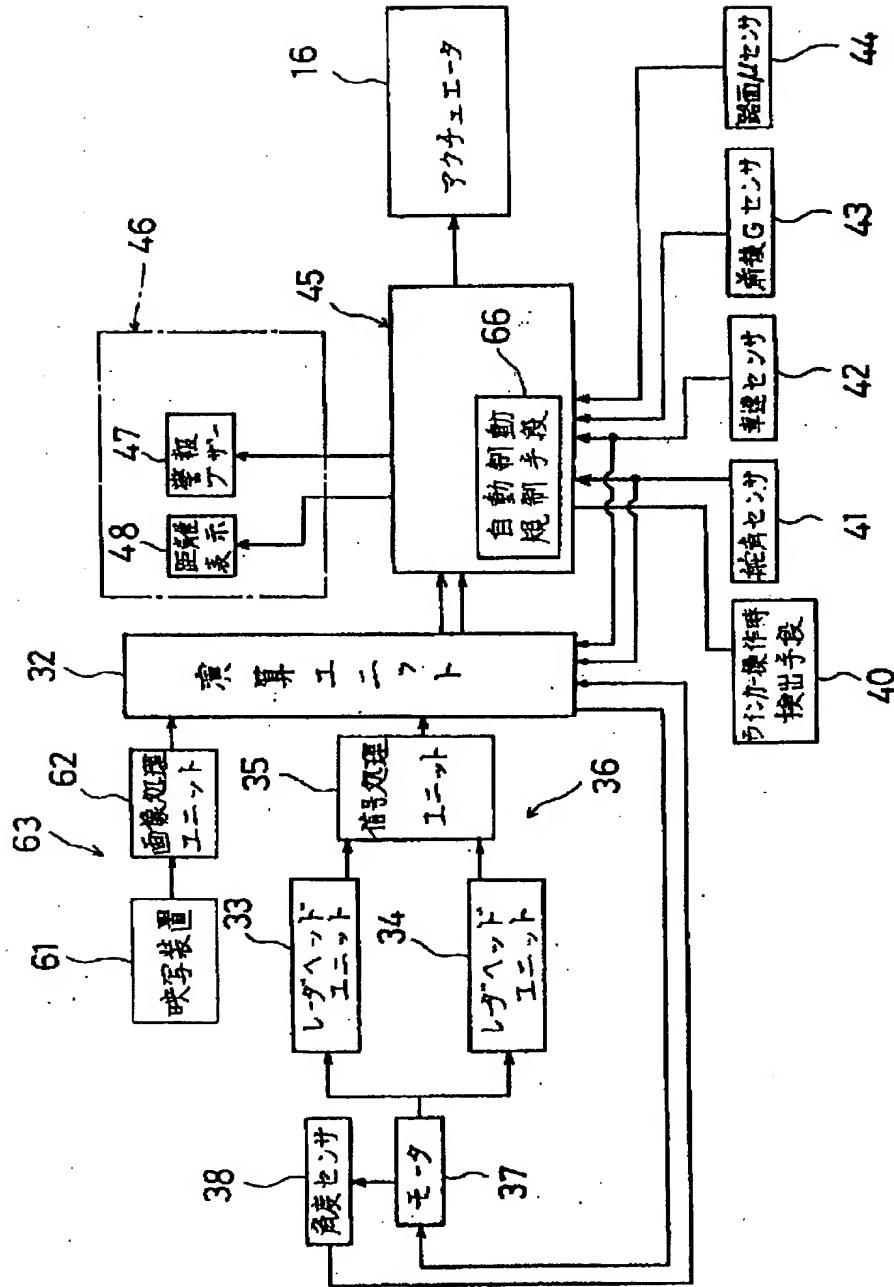 61
映写装置
63
62
画像処理
ユニット
32
演算ユニット
38
角度センサ
モータ
37
33
レーダヘッド
ユニット
34
レーダヘッド
ユニット
35
信号処理
ユニット
36
46
48
距離
表示
47
警報
ブザー
45
66
自動制動
規制手段
16
アクチュエータ
ウインカー操作時
検出手段
40
舵角センサ
41
車速センサ
42
前後Gセンサ
43
路面μセンサ
44